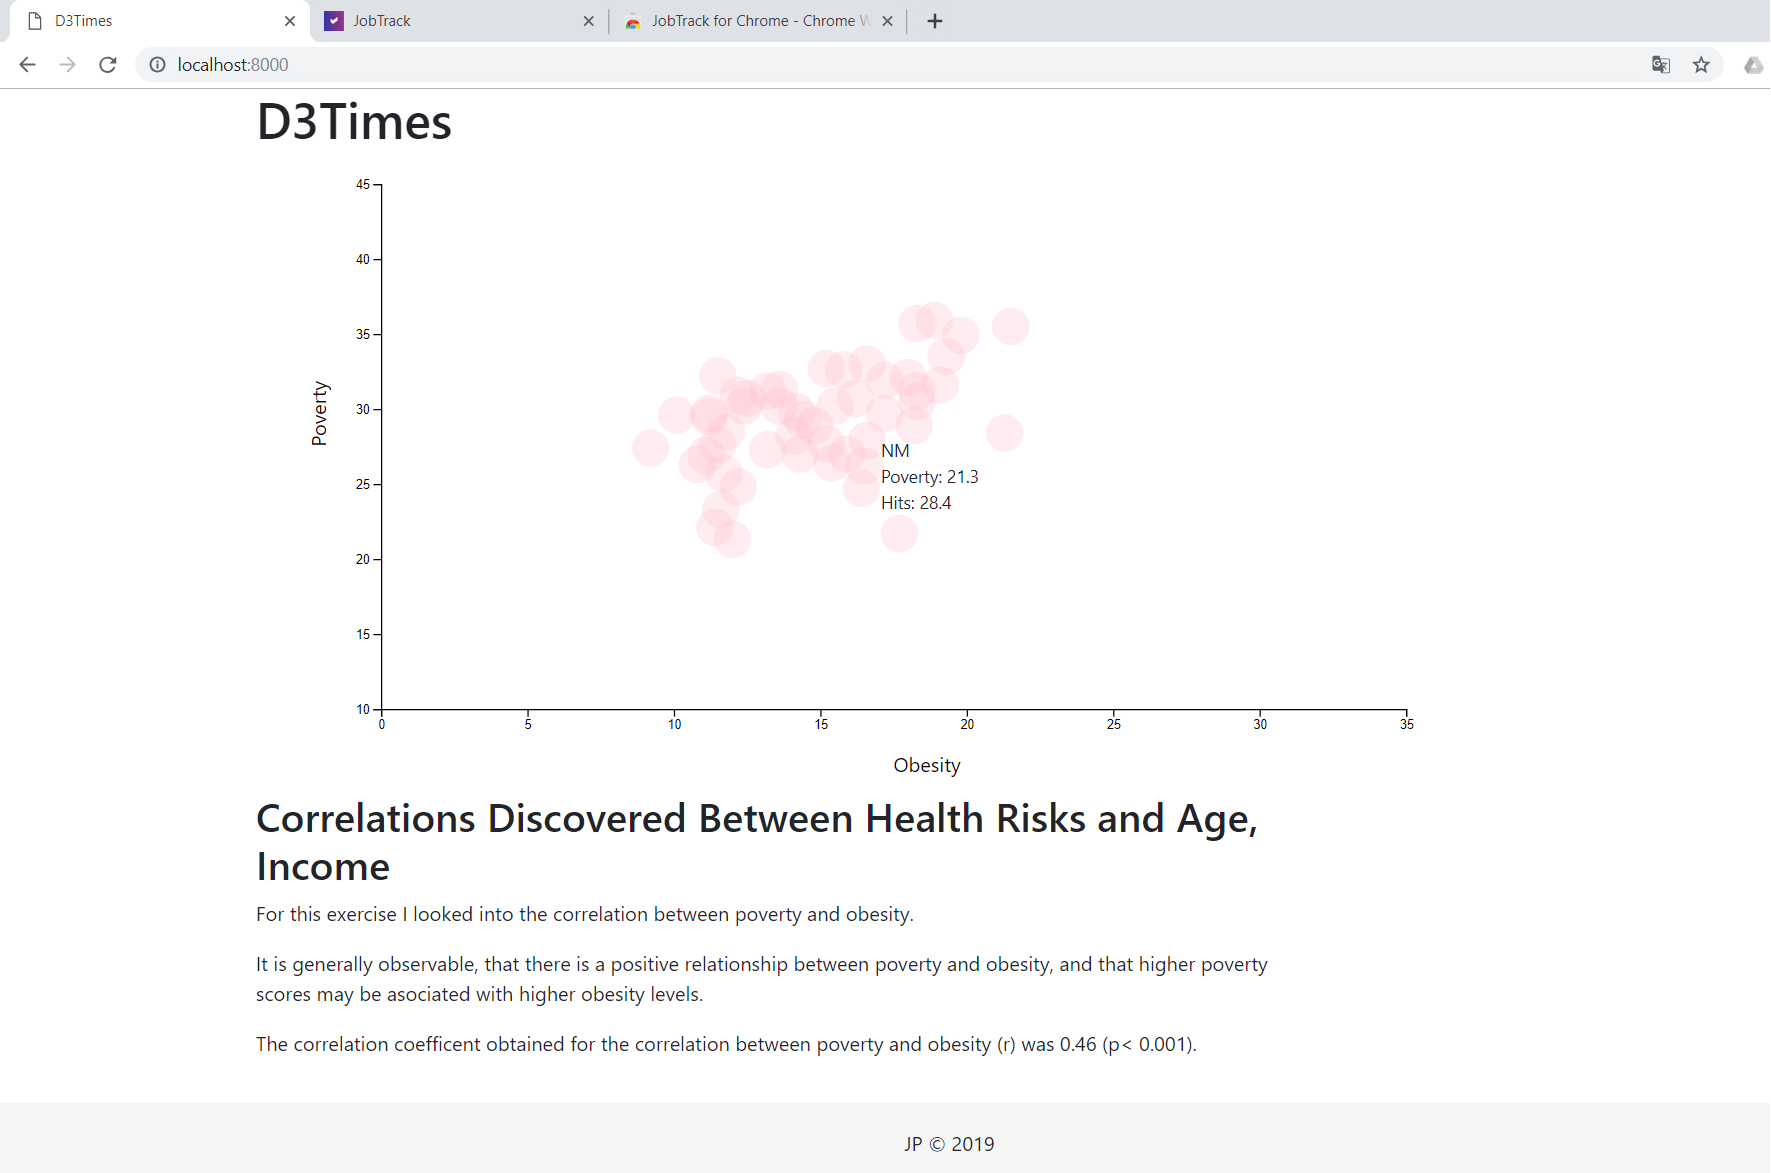 D3Times
JobTrack
JobTrack for Chrome - Chrome W
localhost:8000
D3Times
45
40
35
30
25
20
15
10
Poverty
NM
Poverty: 21.3
Hits: 28.4
0 5 10 15 20 25 30 35
Obesity
Correlations Discovered Between Health Risks and Age,
Income
For this exercise I looked into the correlation between poverty and obesity.
It is generally observable, that there is a positive relationship between poverty and obesity, and that higher poverty
scores may be asociated with higher obesity levels.
The correlation coefficent obtained for the correlation between poverty and obesity (r) was 0.46 (p< 0.001).
JP © 2019